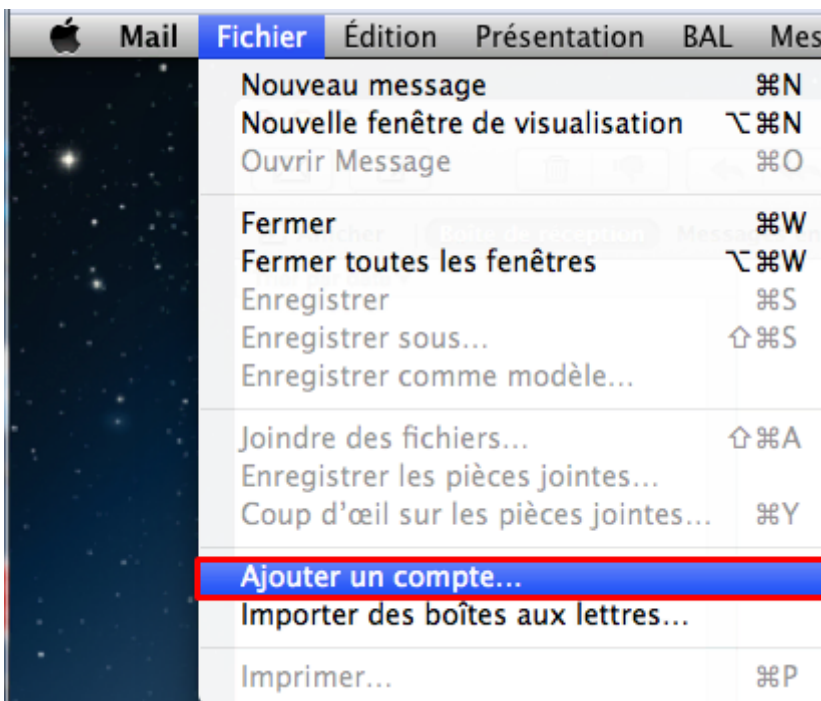 Mail Fichier Édition Présentation BAL Mes
Nouveau message ⌘N
Nouvelle fenêtre de visualisation ⌥⌘N
Ouvrir Message ⌘O
Fermer ⌘W
Fermer toutes les fenêtres ⌥⌘W
Enregistrer ⌘S
Enregistrer sous... ⇧⌘S
Enregistrer comme modèle...
Joindre des fichiers... ⇧⌘A
Enregistrer les pièces jointes...
Coup d’œil sur les pièces jointes... ⌘Y
Ajouter un compte...
Importer des boîtes aux lettres...
Imprimer... ⌘P